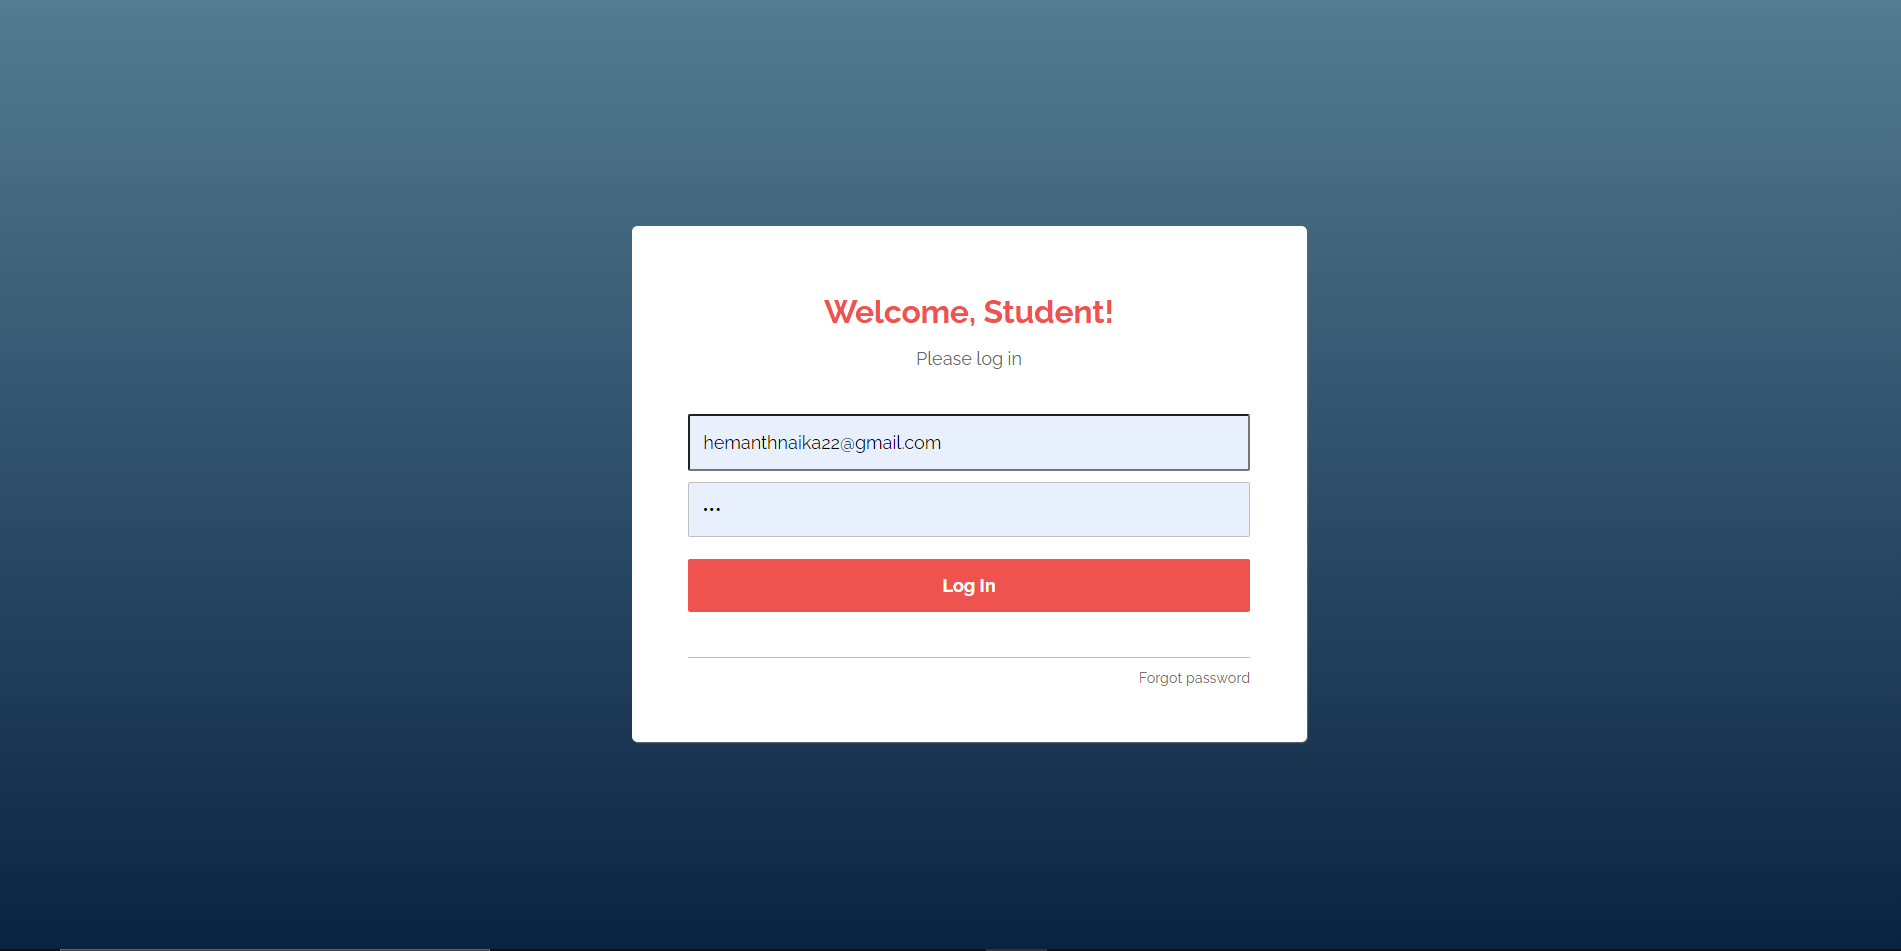 Welcome, Student!
Please log in
hemanthnaika22@gmail.com
•••
Log In
Forgot password